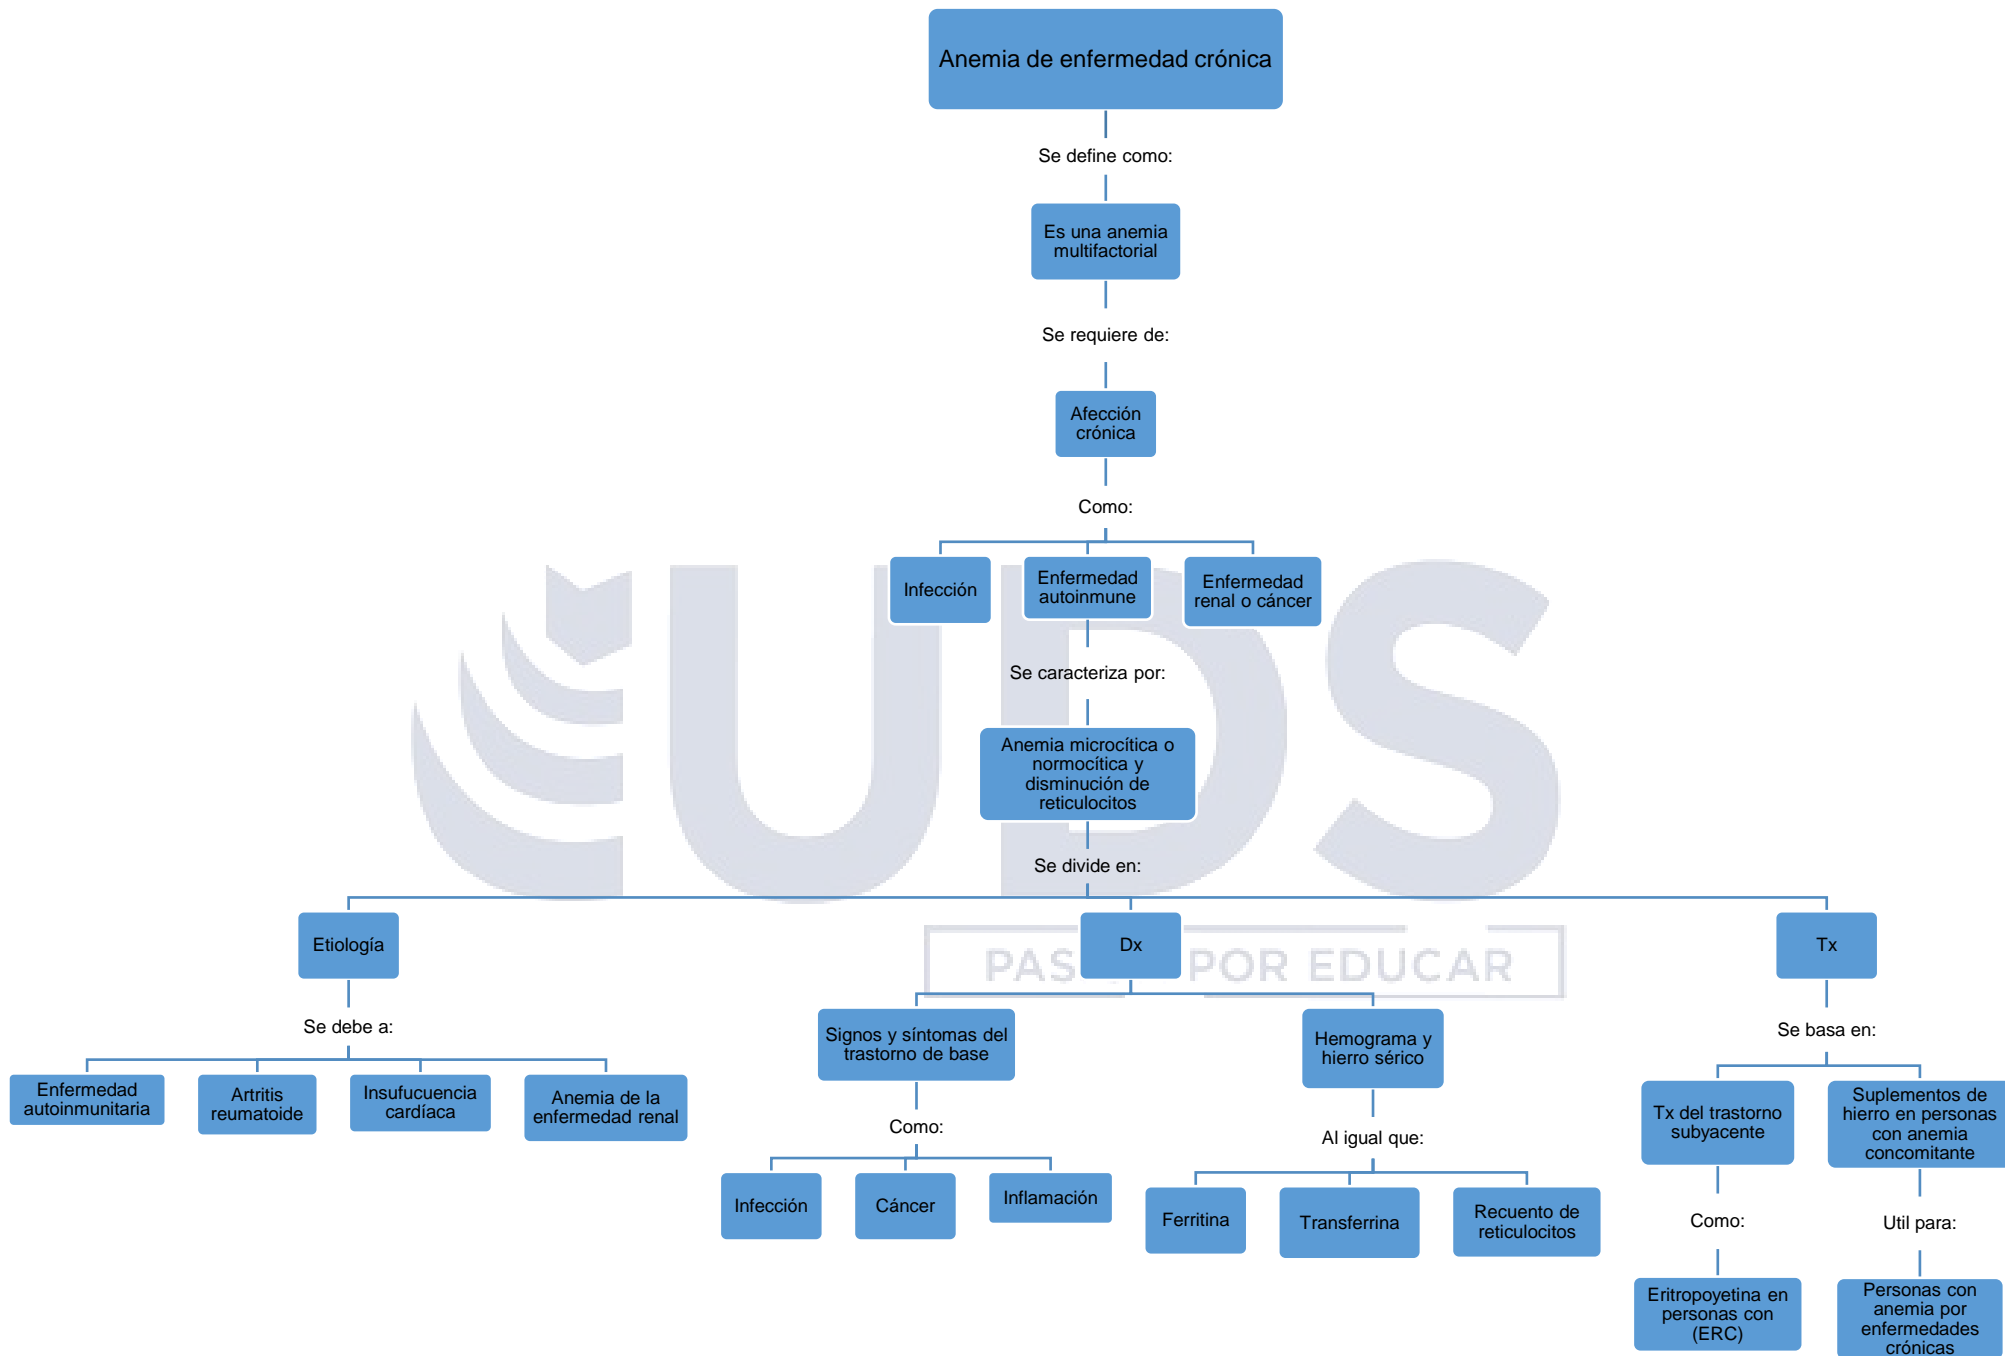 Anemia de enfermedad crónica
Se define como:
Es una anemia
multifactorial
Se requiere de:
Afección
crónica
Como:
Infección
Enfermedad
autoinmune
Enfermedad
renal o cáncer
Se caracteriza por:
Anemia microcítica o
normocítica y
disminución de
reticulocitos
Se divide en:
Etiología
Se debe a:
Enfermedad
autoinmunitaria
Artritis
reumatoide
Insufucuencia
cardíaca
Anemia de la
enfermedad renal
Dx
Signos y síntomas del
trastorno de base
Como:
Infección
Cáncer
Inflamación
Hemograma y
hierro sérico
Al igual que:
Ferritina
Transferrina
Recuento de
reticulocitos
Tx
Se basa en:
Tx del trastorno
subyacente
Como:
Eritropoyetina en
personas con
(ERC)
Suplementos de
hierro en personas
con anemia
concomitante
Util para:
Personas con
anemia por
enfermedades
crónicas
UDS
POR EDUCAR